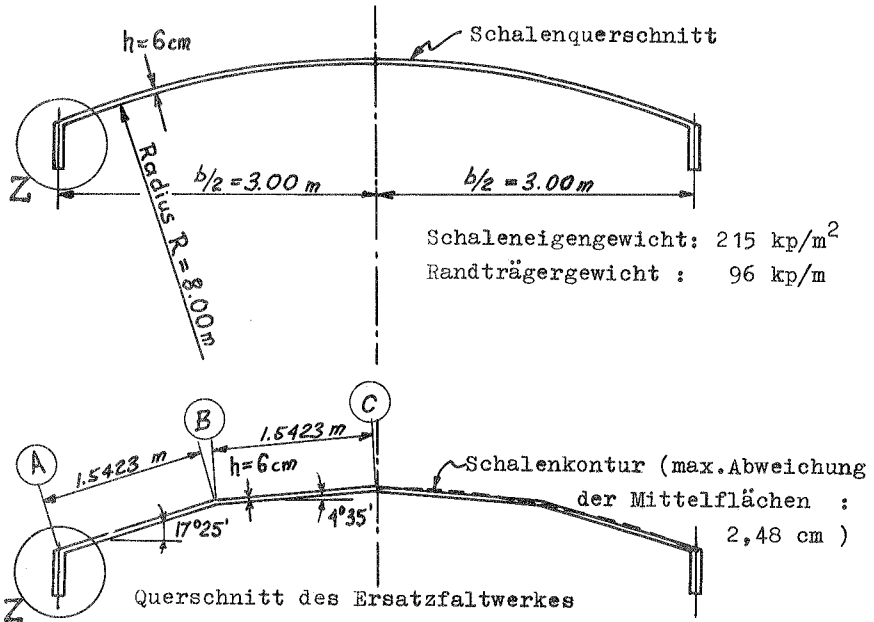 h=6cm
Schalenquerschnitt
Z
Radius R = 8.00 m
b/2 = 3.00 m
b/2 = 3.00 m
Schaleneigengewicht: 215 kp/m²
Randträgergewicht : 96 kp/m
A
B
C
1.5423 m
1.5423 m
h=6cm
17°25'
4°35'
Schalenkontur (max.Abweichung
der Mittelflächen :
2,48 cm )
Z
Querschnitt des Ersatzfaltwerkes